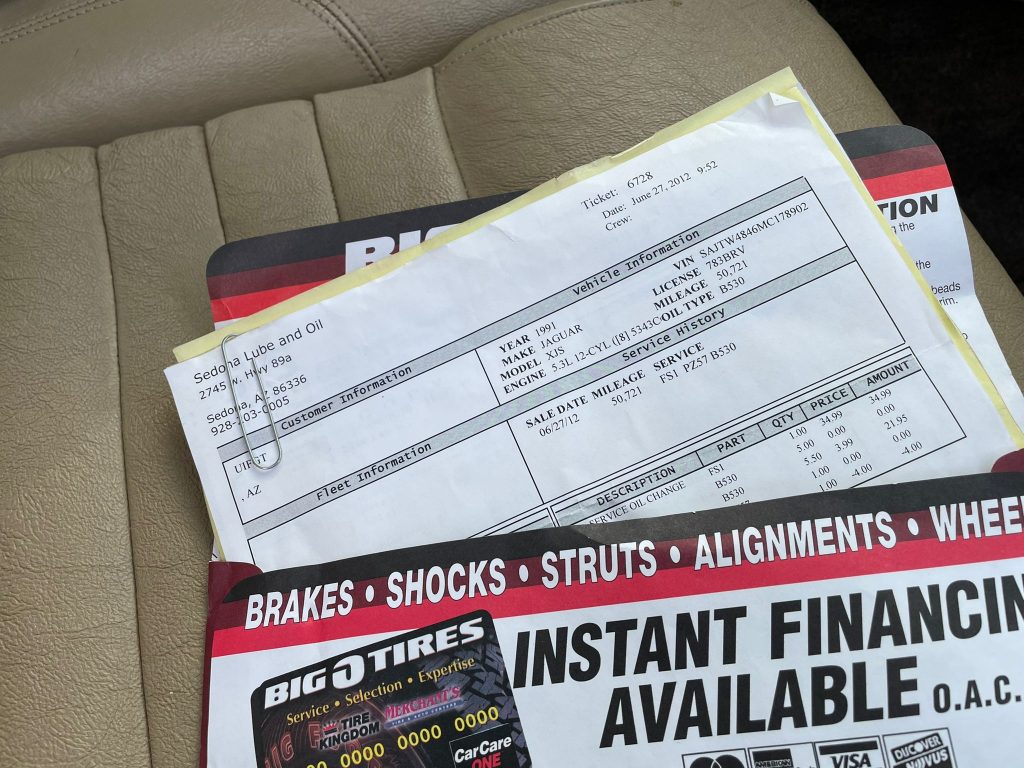 Ticket: 6728
Date: June 27, 2012 9:52
Crew:
Sedona Lube and Oil
2745 W. Hwy 89a
Sedona, Az 86336
Customer Information
Vehicle Information
YEAR 1991
MAKE JAGUAR
MODEL XJS
ENGINE 5.3L 12-CYL ([8] 5343C
VIN SAJTW4846MC178902
LICENSE 783BRV
MILEAGE 50,721
OIL TYPE B530
, AZ
Fleet Information
Service History
SALE DATE MILEAGE SERVICE
06/27/12 50,721 FS1 PZ57 B530
DESCRIPTION PART QTY PRICE AMOUNT
SERVICE OIL CHANGE FS1 1.00 34.99 34.99
B530 5.00 0.00 0.00
B530 5.50 3.99 21.95
1.00 0.00 0.00
1.00 -4.00 -4.00
BIG
TION
the
the
beads
rim.
BRAKES • SHOCKS • STRUTS • ALIGNMENTS • WHEE
INSTANT FINANCIN
AVAILABLE O.A.C.
BIG O TIRES
Service • Selection • Expertise
TIRE KINGDOM
MERCHANT'S
0000 0000 0000
CarCare
ONE
VISA
DISCOVER
NOVUS